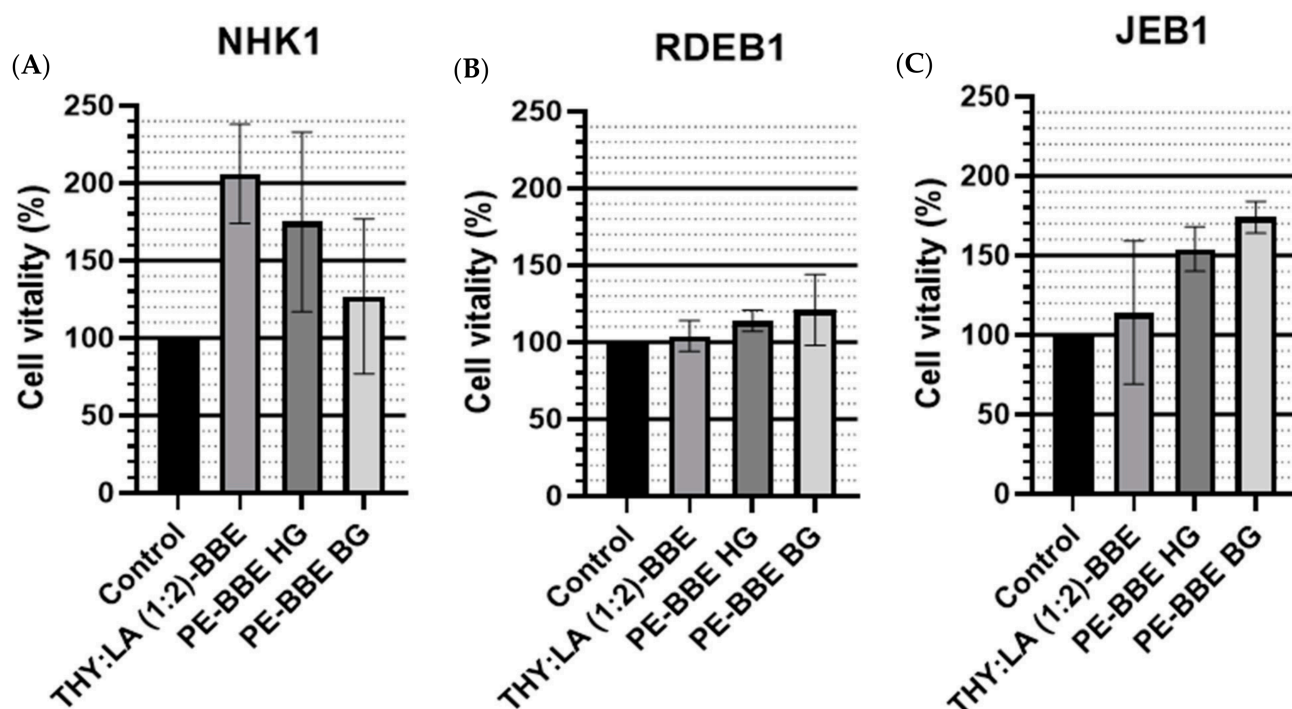 (A)
NHK1
Cell vitality (%)
250
200
150
100
50
0
Control
THY:LA (1:2)-BBE
PE-BBE HG
PE-BBE BG
(B)
RDEB1
Cell vitality (%)
250
200
150
100
50
0
Control
THY:LA (1:2)-BBE
PE-BBE HG
PE-BBE BG
(C)
JEB1
Cell vitality (%)
250
200
150
100
50
0
Control
THY:LA (1:2)-BBE
PE-BBE HG
PE-BBE BG